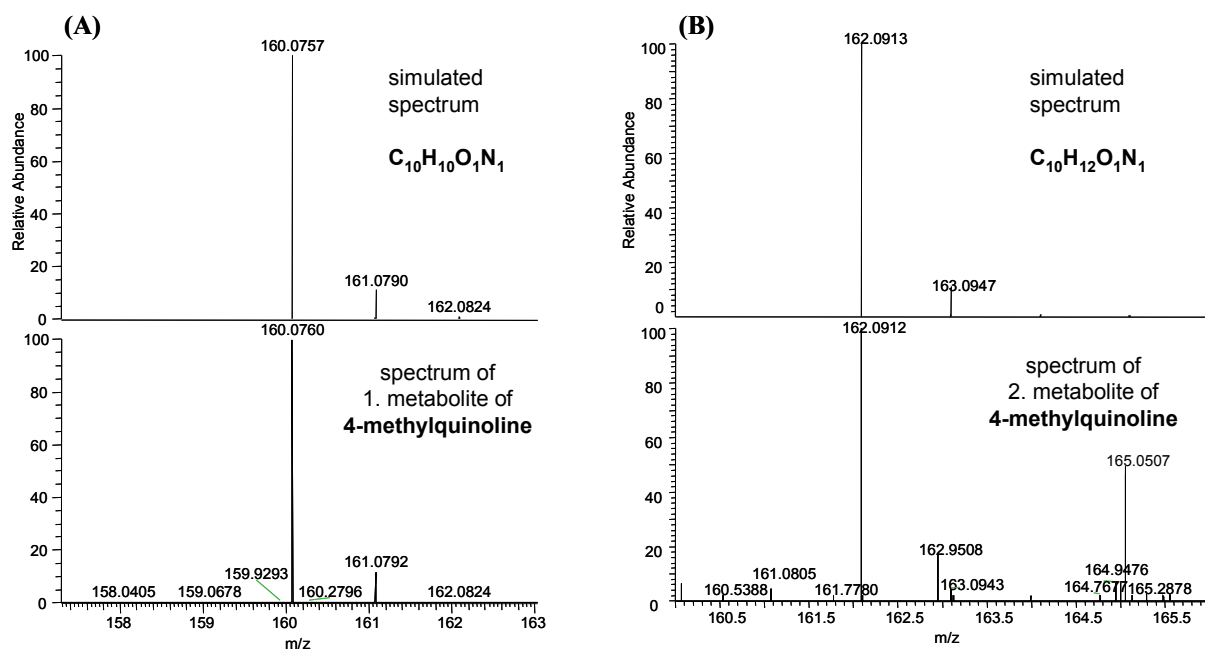 (A)
160.0757
100
simulated
spectrum
80
C10H10O1N1
60
Relative Abundance
40
20
161.0790
162.0824
0
160.0760
100
spectrum of
1. metabolite of
4-methylquinoline
80
60
40
20
161.0792
159.9293
158.0405 159.0678 160.2796 162.0824
0
158 159 160 161 162 163
m/z
(B)
162.0913
100
simulated
spectrum
80
C10H12O1N1
60
Relative Abundance
40
20
163.0947
0
162.0912
100
spectrum of
2. metabolite of
4-methylquinoline
80
60
165.0507
40
20
162.9508
164.9476
161.0805
160.5388 161.7780 163.0943 164.7677 165.2878
0
160.5 161.5 162.5 163.5 164.5 165.5
m/z